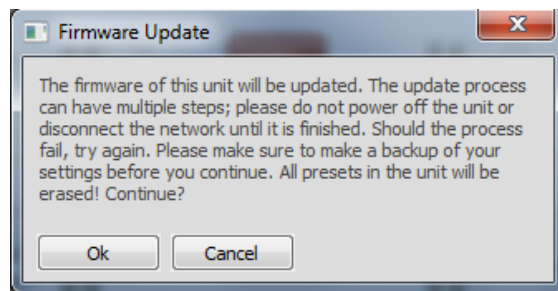 Firmware Update
The firmware of this unit will be updated. The update process
can have multiple steps; please do not power off the unit or
disconnect the network until it is finished. Should the process
fail, try again. Please make sure to make a backup of your
settings before you continue. All presets in the unit will be
erased! Continue?
Ok Cancel